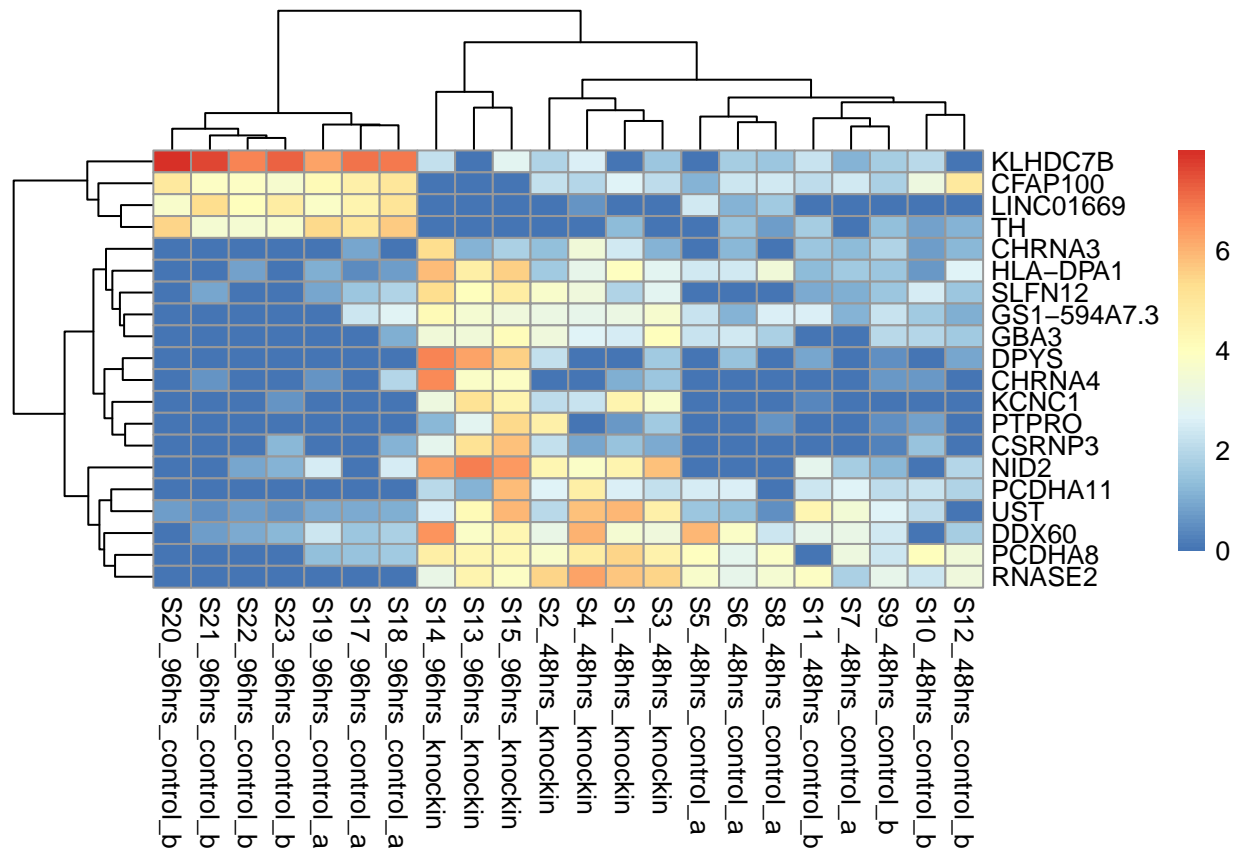 KLHDC7B
CFAP100
LINC01669
TH
CHRNA3
HLA−DPA1
SLFN12
GS1−594A7.3
GBA3
DPYS
CHRNA4
KCNC1
PTPRO
CSRNP3
NID2
PCDHA11
UST
DDX60
PCDHA8
RNASE2
6
4
2
0
S20_96hrs_control_b
S21_96hrs_control_b
S22_96hrs_control_b
S23_96hrs_control_b
S19_96hrs_control_a
S17_96hrs_control_a
S18_96hrs_control_a
S14_96hrs_knockin
S13_96hrs_knockin
S15_96hrs_knockin
S2_48hrs_knockin
S4_48hrs_knockin
S1_48hrs_knockin
S3_48hrs_knockin
S5_48hrs_control_a
S6_48hrs_control_a
S8_48hrs_control_a
S11_48hrs_control_b
S7_48hrs_control_a
S9_48hrs_control_b
S10_48hrs_control_b
S12_48hrs_control_b